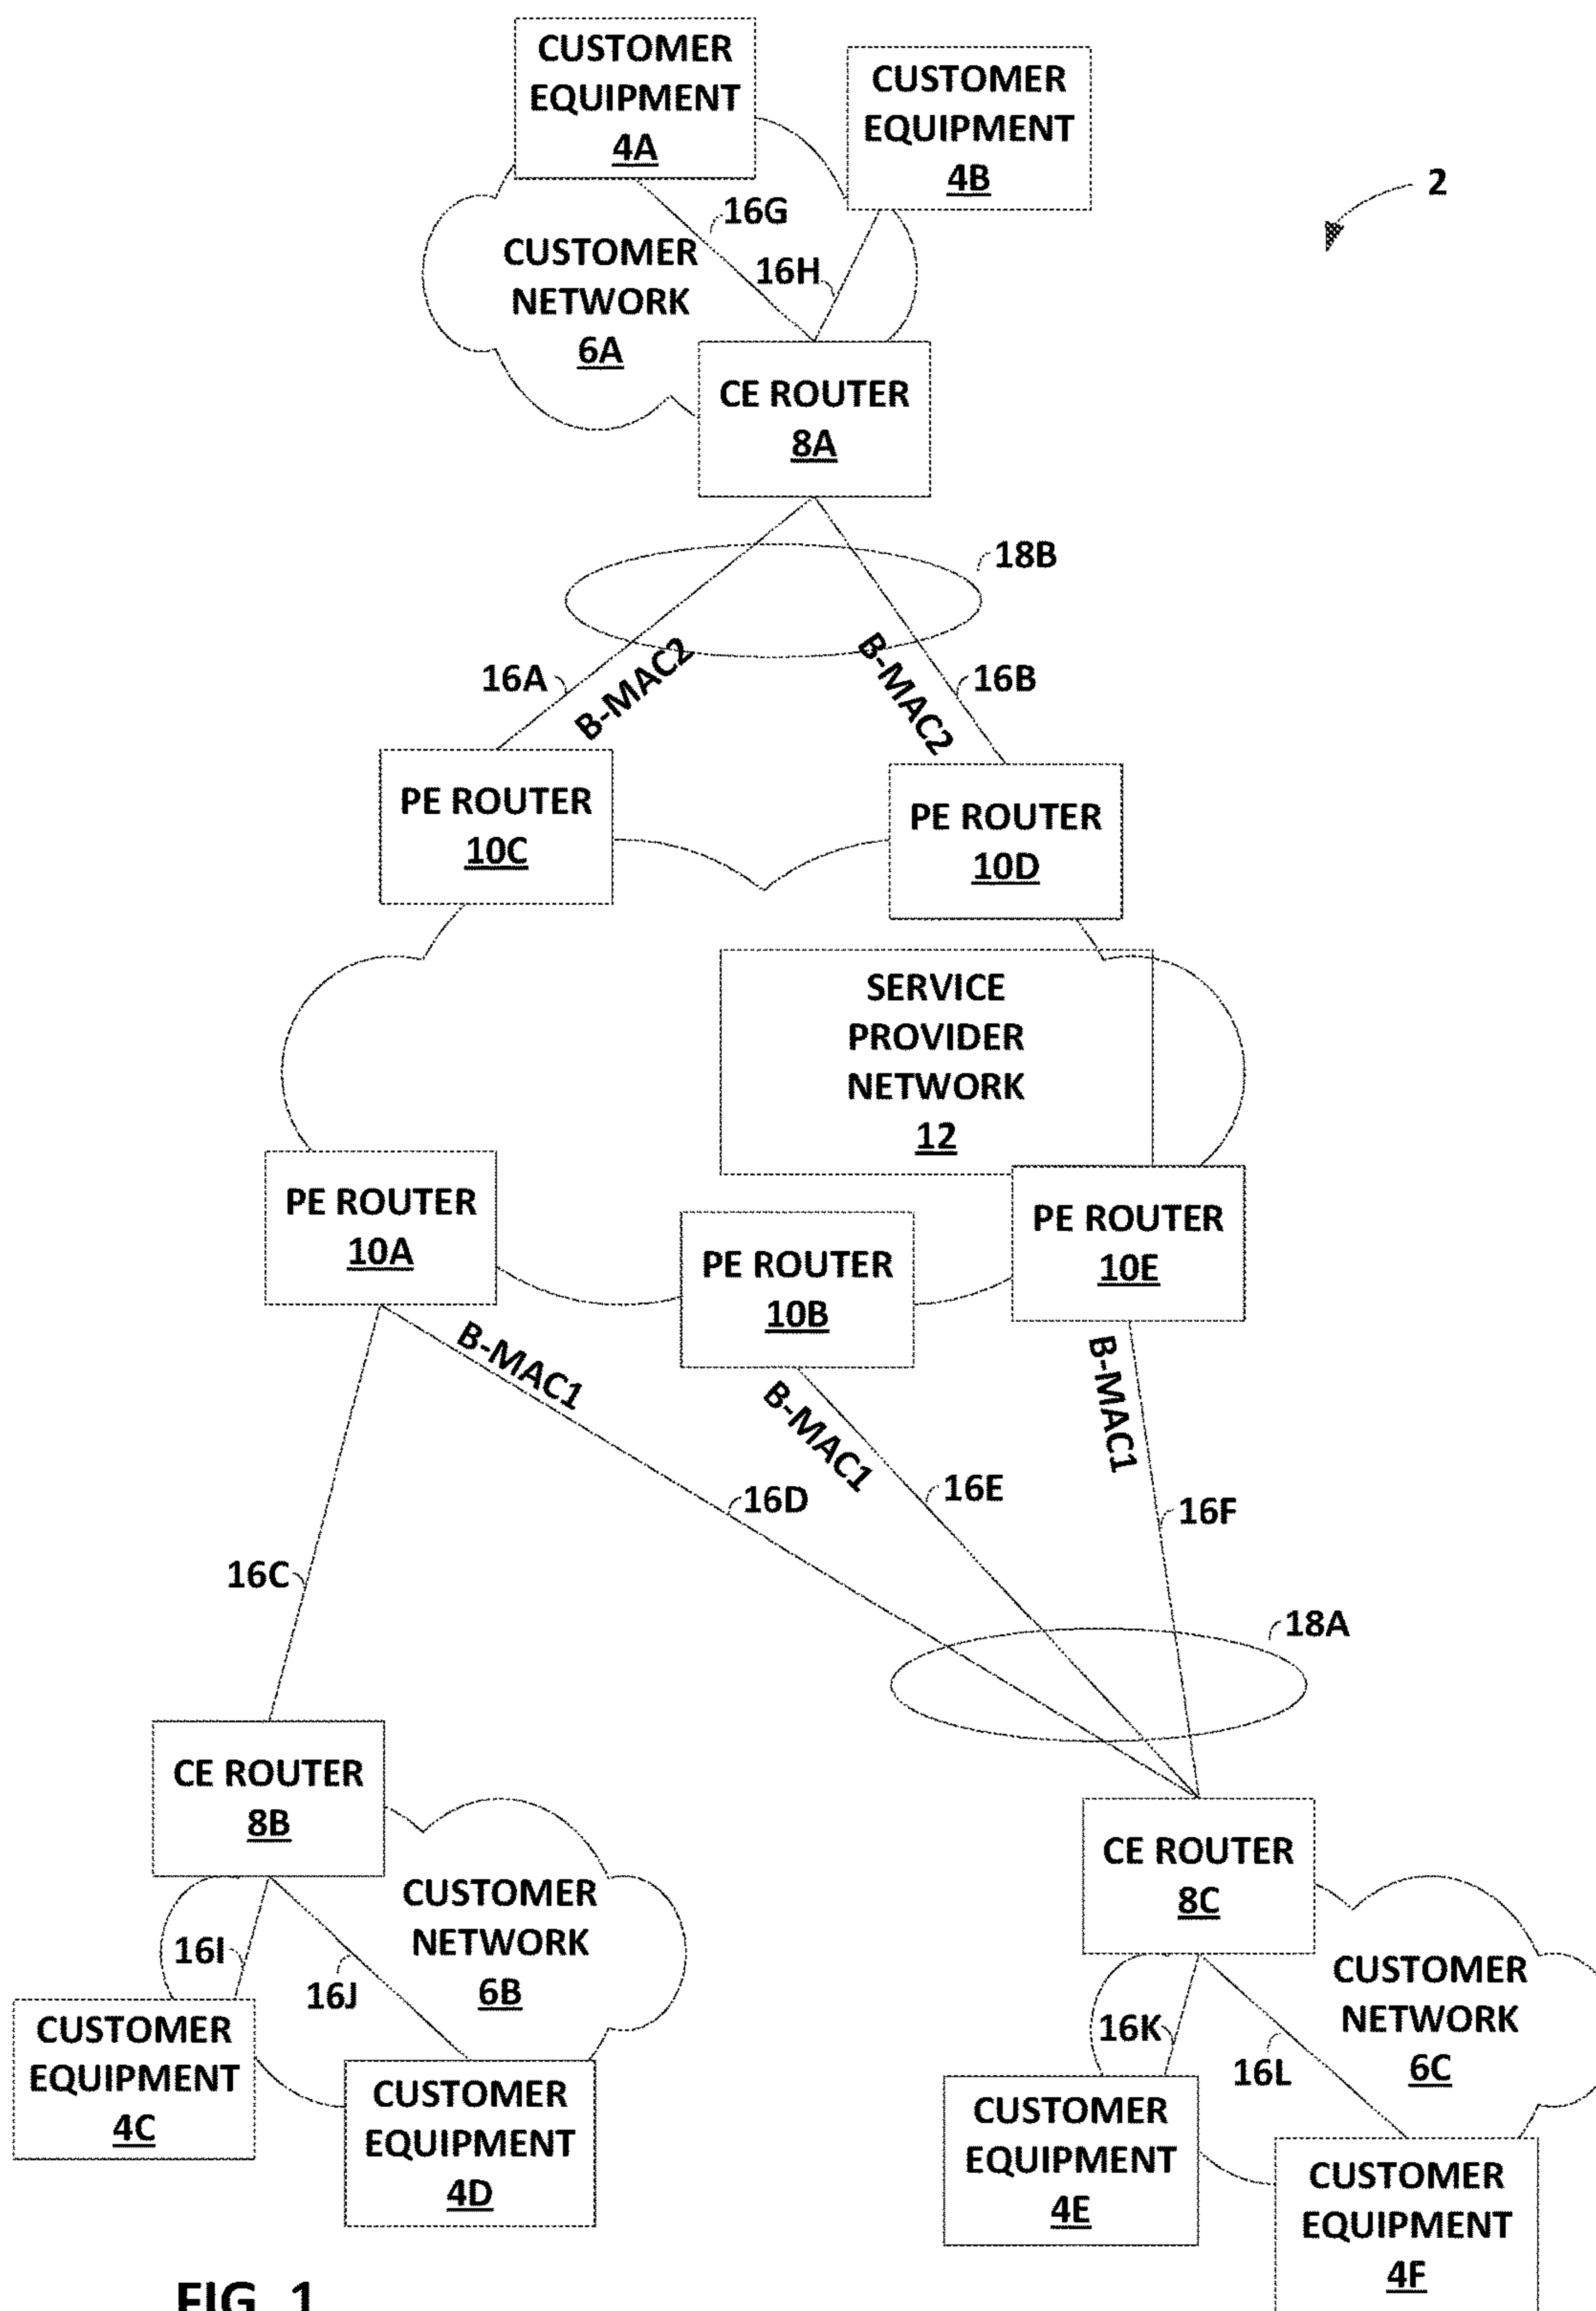 CUSTOMER
EQUIPMENT
4A
CUSTOMER
EQUIPMENT
4B
2
16G
16H
CUSTOMER
NETWORK
6A
CE ROUTER
8A
18B
16A
B-MAC2
B-MAC2
16B
PE ROUTER
10C
PE ROUTER
10D
SERVICE
PROVIDER
NETWORK
12
PE ROUTER
10A
PE ROUTER
10B
PE ROUTER
10E
B-MAC1
B-MAC1
B-MAC1
16D
16E
16F
16C
18A
CE ROUTER
8B
CUSTOMER
NETWORK
6B
16I
16J
CUSTOMER
EQUIPMENT
4C
CUSTOMER
EQUIPMENT
4D
CE ROUTER
8C
CUSTOMER
NETWORK
6C
16K
16L
CUSTOMER
EQUIPMENT
4E
CUSTOMER
EQUIPMENT
4F
FIG. 1